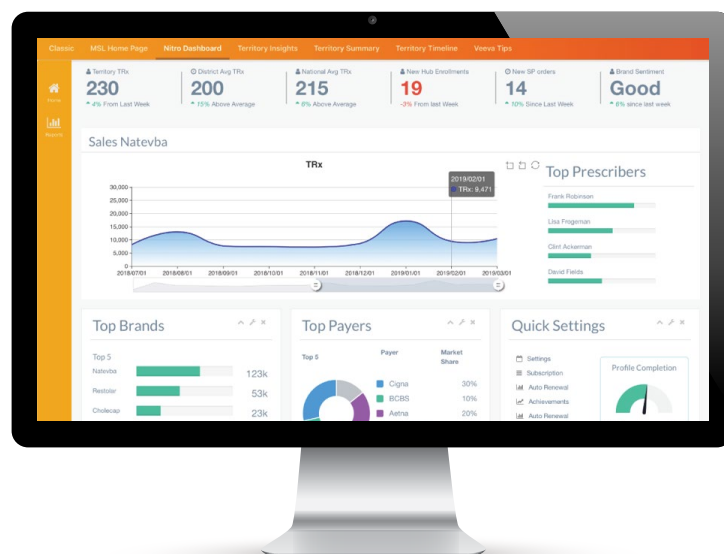 Classic MSL Home Page Nitro Dashboard Territory Insights Territory Summary Territory Timeline Veeva Tips
Home
Reports
Territory TRx
230
4% From Last Week
District Avg TRx
200
15% Above Average
National Avg TRx
215
6% Above Average
New Hub Enrollments
19
-3% From last Week
New SP orders
14
10% Since Last Week
Brand Sentiment
Good
6% since last week
Sales Natevba
TRx
2019/02/01
TRx: 9,471
30,000
25,000
20,000
15,000
10,000
5,000
0
2018/07/01 2018/08/01 2018/09/01 2018/10/01 2018/11/01 2018/12/01 2019/01/01 2019/02/01 2019/03/01
Top Prescribers
Frank Robinson
Lisa Frogeman
Clint Ackerman
David Fields
Top Brands
Top 5
Natevba 123k
Restolar 53k
Cholecap 23k
Top Payers
Top 5
Payer Market
Share
Cigna 30%
BCBS 10%
Aetna 20%
Quick Settings
Settings
Subscription
Auto Renewal
Achievements
Auto Renewal
Profile Completion